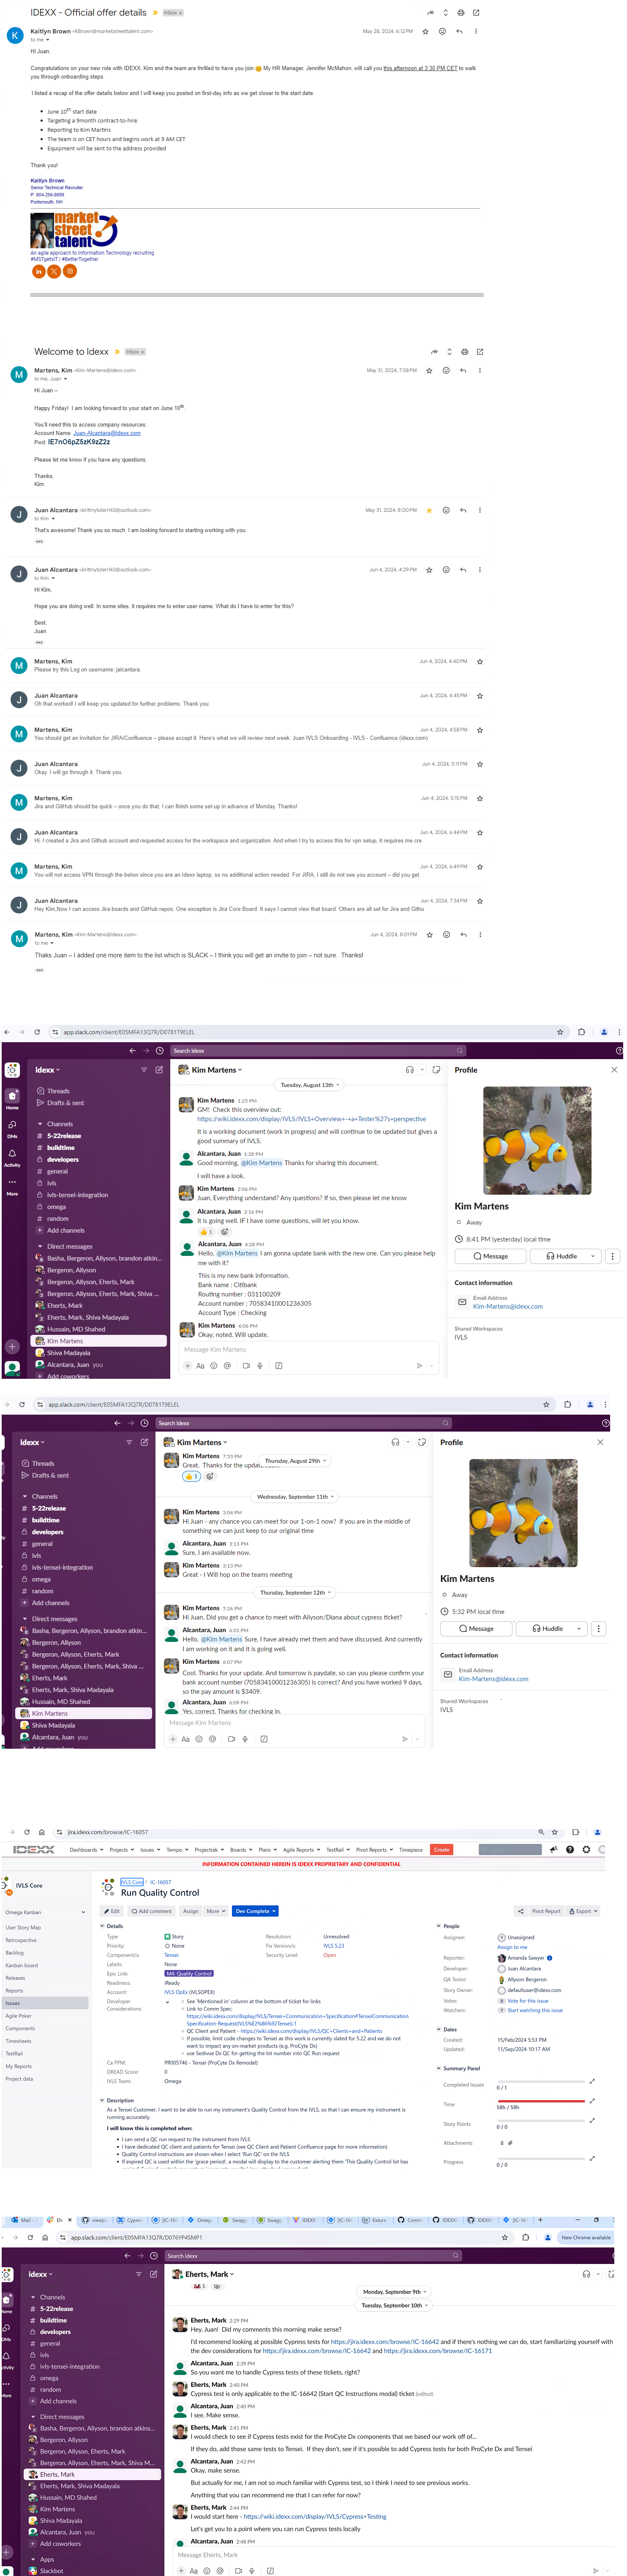 IDEXX - Official offer details
Inbox ×
Kaitlyn Brown <KBrown@marketstreettalent.com>
May 28, 2024, 6:12 PM
to me
Hi Juan,
Congratulations on your new role with IDEXX, Kim and the team are thrilled to have you join 😊 My HR Manager, Jennifer McMahon, will call you this afternoon at 3:30 PM CET to walk
you through onboarding steps.
I listed a recap of the offer details below and I will keep you posted on first-day info as we get closer to the start date.
• June 10th start date
• Targeting a 9month contract-to-hire
• Reporting to Kim Martins
• The team is on CET hours and begins work at 9 AM CET
• Equipment will be sent to the address provided
Thank you!
Kaitlyn Brown
Senior Technical Recruiter
P: 904-256-9099
Portsmouth, NH
market
street
talent
An agile approach to Information Technology recruiting
#MSTgetsIT | #BetterTogether
Welcome to Idexx
Inbox ×
Martens, Kim <Kim-Martens@idexx.com>
May 31, 2024, 7:58 PM
to me, Juan
Hi Juan –
Happy Friday! I am looking forward to your start on June 10th.
You'll need this to access company resources:
Account Name: Juan-Alcantara@idexx.com
Pwd: IE7nO6pZ5zK9zZ2z
Please let me know if you have any questions.
Thanks,
Kim
Juan Alcantara <brittnytolen143@outlook.com>
May 31, 2024, 8:00 PM
to Kim
That's awesome! Thank you so much. I am looking forward to starting working with you.
Juan Alcantara <brittnytolen143@outlook.com>
Jun 4, 2024, 4:29 PM
to Kim
Hi Kim,
Hope you are doing well. In some sites, it requires me to enter user name. What do I have to enter for this?
Best,
Juan
Martens, Kim
Jun 4, 2024, 4:40 PM
Please try this Log on username: jalcantara
Juan Alcantara
Jun 4, 2024, 4:45 PM
Oh that worked! I will keep you updated for further problems. Thank you
Martens, Kim
Jun 4, 2024, 4:58 PM
You should get an invitation for JIRA/Confluence – please accept it. Here's what we will review next week: Juan IVLS Onboarding - IVLS - Confluence (idexx.com)
Juan Alcantara
Jun 4, 2024, 5:11 PM
Okay. I will go through it. Thank you.
Martens, Kim
Jun 4, 2024, 5:15 PM
Jira and GitHub should be quick – once you do that, I can finish some set-up in advance of Monday. Thanks!
Juan Alcantara
Jun 4, 2024, 6:44 PM
Hi. I created a Jira and Github account and requested access for the workspace and organization. And when I try to access this for vpn setup. It requires me cre
Martens, Kim
Jun 4, 2024, 6:49 PM
You will not access VPN through the below since you are an Idexx laptop, so no additional action needed. For JIRA, I still do not see you account – did you get
Juan Alcantara
Jun 4, 2024, 7:34 PM
Hey Kim,Now I can access Jira boards and GitHub repos. One exception is Jira Core Board. It says I cannot view that board. Others are all set for Jira and Githu
Martens, Kim <Kim-Martens@idexx.com>
Jun 4, 2024, 8:01 PM
to me
Thaks Juan – I added one more item to the list which is SLACK – I think you will get an invite to join – not sure. Thanks!
app.slack.com/client/E05MFA13Q7R/D0781T9ELEL
Search idexx
Idexx
Threads
Drafts & sent
Channels
# 5-22release
# buildtime
developers
# general
ivls
ivls-tensei-integration
omega
# random
Add channels
Direct messages
Basha, Bergeron, Allyson, brandon atkin...
Bergeron, Allyson
Bergeron, Allyson, Eherts, Mark
Bergeron, Allyson, Eherts, Mark, Shiva ...
Eherts, Mark
Eherts, Mark, Shiva Madayala
Hussain, MD Shahed
Kim Martens
Shiva Madayala
Alcantara, Juan you
Add coworkers
Home
DMs
Activity
More
Kim Martens
Tuesday, August 13th
Kim Martens 1:25 PM
GM! Check this overview out:
https://wiki.idexx.com/display/IVLS/IVLS+Overview+-+a+Tester%27s+perspective
It is a working document (work in progress) and will continue to be updated but gives a
good summary of IVLS.
Alcantara, Juan 1:28 PM
Good morning, @Kim Martens Thanks for sharing this document.
I will have a look.
Kim Martens 2:06 PM
Juan, Everything understand? Any questions? If so, then please let me know
Alcantara, Juan 2:16 PM
It is going well. IF I have some questions, will let you know.
1
Alcantara, Juan 4:28 PM
Hello, @Kim Martens I am gonna update bank with the new one. Can you please help
me with it?
This is my new bank information.
Bank name : Citibank
Routing number : 031100209
Account number : 70583410001236305
Account Type : Checking
Kim Martens 6:06 PM
Okay, noted. Will update.
Message Kim Martens
Profile
Kim Martens
Away
8:41 PM (yesterday) local time
Message
Huddle
Contact information
Email Address
Kim-Martens@idexx.com
Shared Workspaces
IVLS
app.slack.com/client/E05MFA13Q7R/D0781T9ELEL
Search idexx
Idexx
Threads
Drafts & sent
Channels
# 5-22release
# buildtime
developers
# general
ivls
ivls-tensei-integration
omega
# random
Add channels
Direct messages
Basha, Bergeron, Allyson, brandon atkin...
Bergeron, Allyson
Bergeron, Allyson, Eherts, Mark
Bergeron, Allyson, Eherts, Mark, Shiva ...
Eherts, Mark
Eherts, Mark, Shiva Madayala
Hussain, MD Shahed
Kim Martens
Shiva Madayala
Alcantara, Juan you
Add coworkers
Kim Martens
Kim Martens 7:53 PM
Great. Thanks for the
Thursday, August 29th
1
Wednesday, September 11th
Kim Martens 3:04 PM
Hi Juan - any chance you can meet for our 1-on-1 now? if you are in the middle of
something we can just keep to our original time
Alcantara, Juan 3:13 PM
Sure, I am available now.
Kim Martens 3:13 PM
Great - I Will hop on the teams meeting
Thursday, September 12th
Kim Martens 5:26 PM
Hi Juan, Did you get a chance to meet with Allyson/Diana about cypress ticket?
Alcantara, Juan 6:01 PM
Hello, @Kim Martens Sure, I have already met them and have discussed. And currently
I am working on it and it is going well.
Kim Martens 6:07 PM
Cool. Thanks for your update. And tomorrow is payday, so can you please confirm your
bank account number (70583410001236305) is correct? And you have worked 9 days,
so the pay amount is $3409.
Alcantara, Juan 6:09 PM
Yes, correct. Thanks for checking in.
Message Kim Martens
Profile
Kim Martens
Away
5:32 PM local time
Message
Huddle
Contact information
Email Address
Kim-Martens@idexx.com
Shared Workspaces
IVLS
jira.idexx.com/browse/IC-16057
IDEXX
Dashboards Projects Issues Tempo Projectrak Boards Plans Agile Reports TestRail Pivot Reports Timepiece Create
INFORMATION CONTAINED HEREIN IS IDEXX PROPRIETARY AND CONFIDENTIAL
IVLS Core
Omega Kanban
User Story Map
Retrospective
Backlog
Kanban board
Releases
Reports
Issues
Agile Poker
Components
Timesheets
TestRail
My Reports
Project data
IVLS Core / IC-16057
Run Quality Control
Edit
Add comment
Assign
More
Dev Complete
Pivot Report
Export
Details
Type: Story
Resolution: Unresolved
Priority: None
Fix Version/s: IVLS 5.23
Component/s: Tensei
Security Level: Open
Labels: None
Epic Link: M4: Quality Control
Readiness: iReady
Account: IVLS OpEx (IVLSOPEX)
Developer
Considerations:
• See 'Mentioned in' column at the bottom of ticket for links
• Link to Comm Spec:
https://wiki.idexx.com/display/IVLS/Tensei+Communication+Specification#TenseiCommunication
Specification-Request(IVLS%E2%86%92Tensei).1
• QC Client and Patient - https://wiki.idexx.com/display/IVLS/QC+Clients+and+Patients
• If possible, limit code changes to Tensei as this work is currently slated for 5.22 and we do not
want to impact any on-market products (e.g. ProCyte Dx)
• use Sedivue Dx QC for getting the lot number into QC Run request
Ca PPM: PR005746 - Tensei (ProCyte Dx Remodel)
DREAD Score: 0
IVLS Team: Omega
Description
As a Tensei Customer, I want to be able to run my instrument's Quality Control from the IVLS, so that I can ensure my instrument is
running accurately.
I will know this is completed when:
• I can send a QC run request to the instrument from IVLS
• I have dedicated QC client and patients for Tensei (see QC Client and Patient Confluence page for more information)
• Quality Control instructions are shown when I select 'Run QC' on the IVLS
• If expired QC is used within the 'grace period', a modal will display to the customer alerting them 'This Quality Control lot has
People
Assignee: Unassigned
Assign to me
Reporter: Amanda Sawyer
Developer: Juan Alcantara
QA Tester: Allyson Bergeron
Story Owner: defaultuser@idexx.com
Votes: 0 Vote for this issue
Watchers: 7 Start watching this issue
Dates
Created: 15/Feb/2024 5:53 PM
Updated: 11/Sep/2024 10:17 AM
Summary Panel
Completed Issues
0 / 1
Time
58h / 58h
Story Points
0 / 0
Attachments 8
Progress
0 / 0
app.slack.com/client/E05MFA13Q7R/D076YP4SMP1
New Chrome available
Search idexx
Idexx
Channels
# 5-22release
# buildtime
developers
# general
ivls
ivls-tensei-integration
omega
# random
Add channels
Direct messages
Basha, Bergeron, Allyson, brandon atkins...
Bergeron, Allyson
Bergeron, Allyson, Eherts, Mark
Bergeron, Allyson, Eherts, Mark, Shiva M...
Eherts, Mark
Eherts, Mark, Shiva Madayala
Hussain, MD Shahed
Kim Martens
Shiva Madayala
Alcantara, Juan you
Add coworkers
Apps
Slackbot
Eherts, Mark
1
Monday, September 9th
Tuesday, September 10th
Eherts, Mark 2:29 PM
Hey, Juan! Did my comments this morning make sense?
I'd recommend looking at possible Cypress tests for https://jira.idexx.com/browse/IC-16642 and if there's nothing we can do, start familiarizing yourself with
the dev considerations for https://jira.idexx.com/browse/IC-16642 and https://jira.idexx.com/browse/IC-16171
Alcantara, Juan 2:39 PM
So you want me to handle Cypress tests of these tickets, right?
Eherts, Mark 2:40 PM
Cypress test is only applicable to the IC-16642 (Start QC Instructions modal) ticket (edited)
Alcantara, Juan 2:40 PM
I see. Make sense.
Eherts, Mark 2:41 PM
I would check to see if Cypress tests exist for the ProCyte Dx components that we based our work off of...
If they do, add those same tests to Tensei. If they don't, see if it's possible to add Cypress tests for both ProCyte Dx and Tensei
Alcantara, Juan 2:42 PM
Okay, make sense.
But actually for me, I am not so much familiar with Cypress test, so I think I need to see previous works.
Anything that you can recommend me that I can refer for now?
Eherts, Mark 2:44 PM
I would start here - https://wiki.idexx.com/display/IVLS/Cypress+Testing
Let's get you to a point where you can run Cypress tests locally
Alcantara, Juan 2:48 PM
Message Eherts, Mark